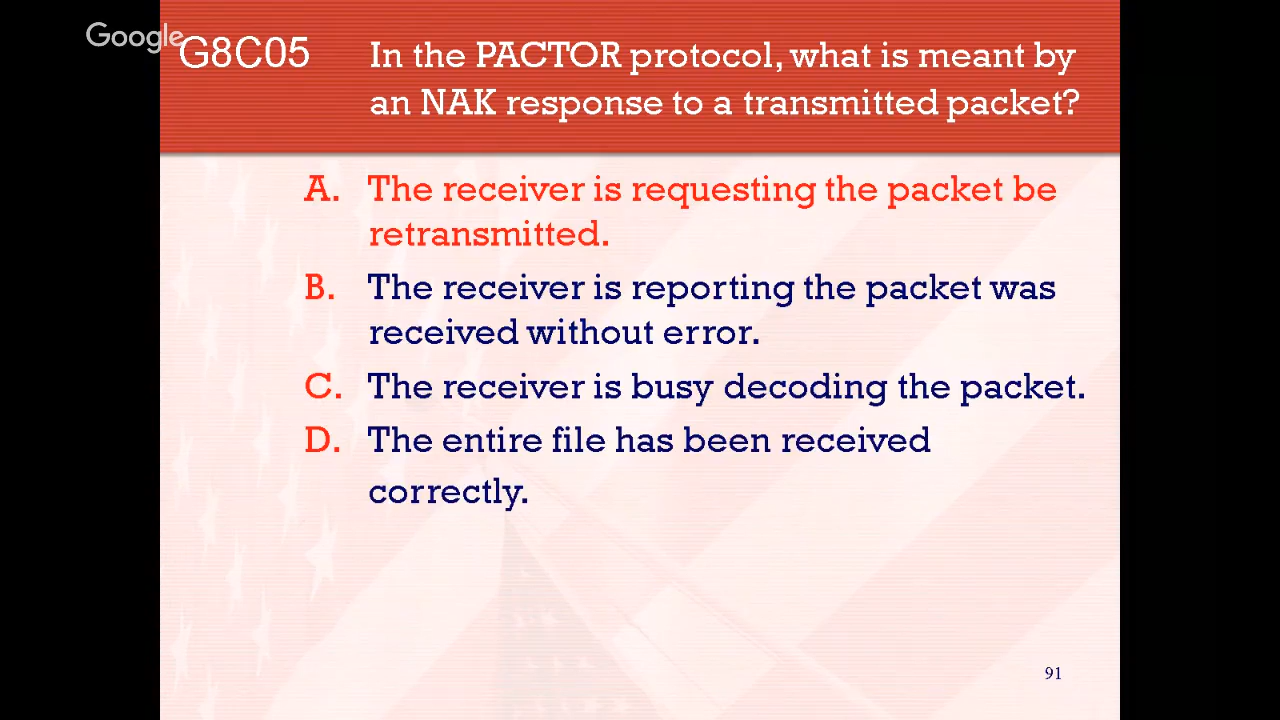 Google
G8C05 In the PACTOR protocol, what is meant by
an NAK response to a transmitted packet?
A. The receiver is requesting the packet be
retransmitted.
B. The receiver is reporting the packet was
received without error.
C. The receiver is busy decoding the packet.
D. The entire file has been received
correctly.
91